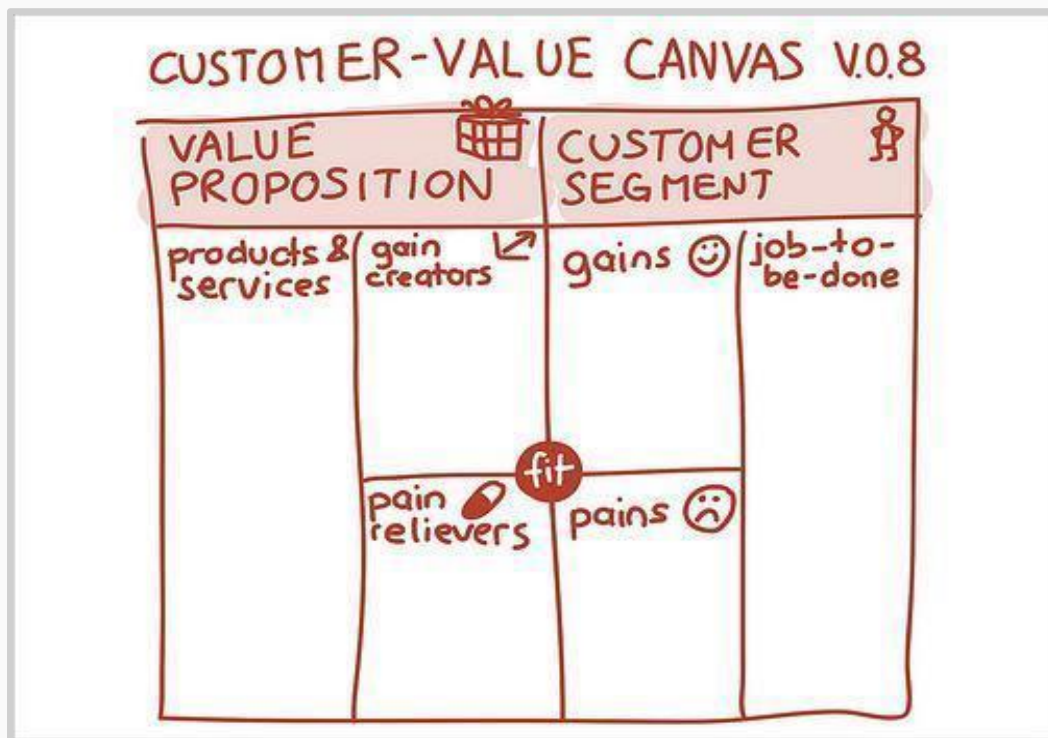 CUSTOMER-VALUE CANVAS V.0.8
VALUE
PROPOSITION
CUSTOMER
SEGMENT
products &
services
gain
creators
gains
job-to-
be-done
fit
pain
relievers
pains